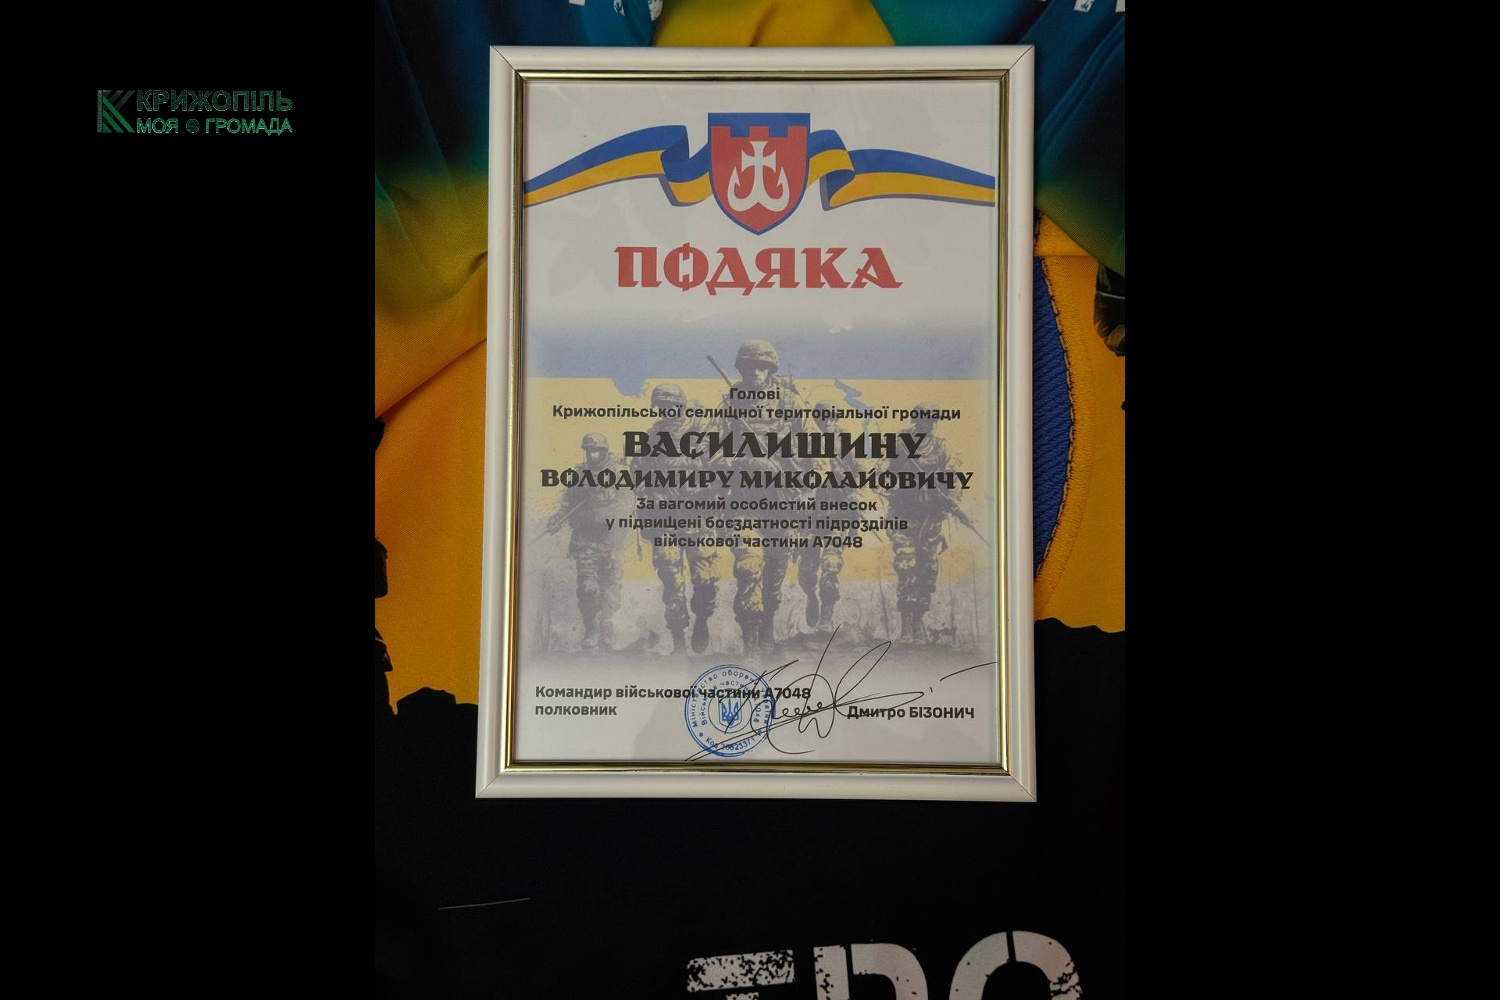 КРИЖОПІЛЬ
МОЯ ГРОМАДА
ПОДЯКА
Голові
Крижопільської селищної територіальної громади
ВАСИЛИШИНУ
ВОЛОДИМИРУ МИКОЛАЙОВИЧУ
За вагомий особистий внесок
у підвищені боєздатності підрозділів
військової частини А7048
Командир військової частини А7048
полковник
Дмитро БІЗОНИЧ
ТРО